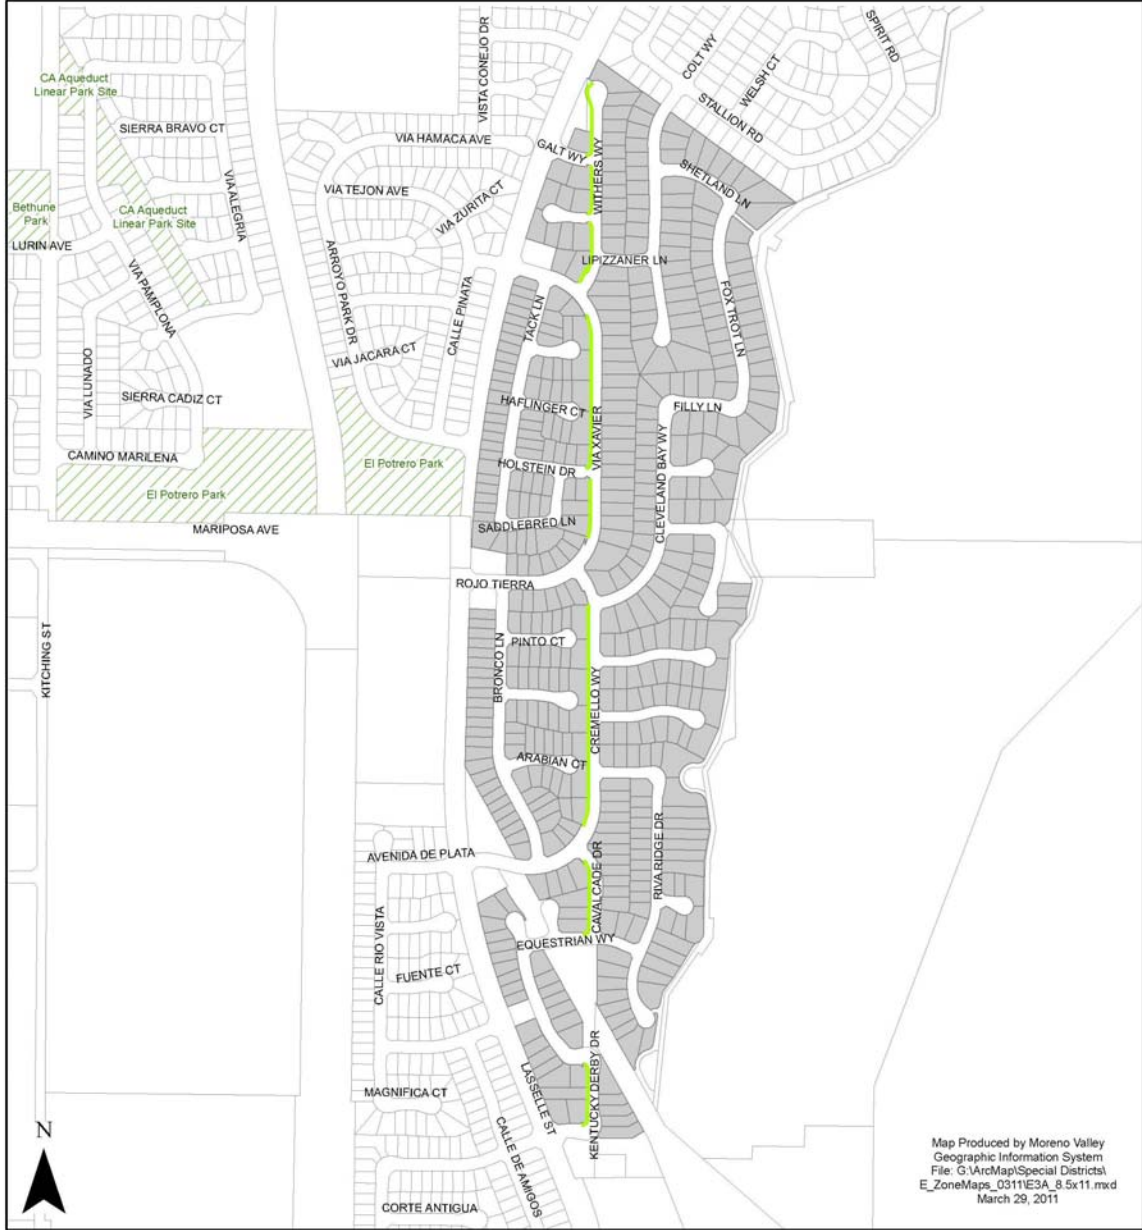 SPIRIT RD
COLT WY
WELSH CT
STALLION RD
VISTA CONEJO DR
CA Aqueduct
Linear Park Site
SIERRA BRAVO CT
VIA HAMACA AVE
GALT WY
WITHERS WY
SHETLAND LN
VIA ALEGRIA
VIA TEJON AVE
VIA ZURITA CT
Bethune
Park
CA Aqueduct
Linear Park Site
LURIN AVE
VIA PAMPLONA
ARROYO PARK DR
CALLE PINATA
LIPIZZANER LN
TACK LN
FOX TROT LN
VIA JACARA CT
VIA LUNADO
SIERRA CADIZ CT
HAFLINGER CT
VIA XAVIER
FILLY LN
CLEVELAND BAY WY
CAMINO MARILENA
El Potrero Park
HOLSTEIN DR
El Potrero Park
MARIPOSA AVE
SADDLEBRED LN
ROJO TIERRA
KITCHING ST
BRONCO LN
PINTO CT
CREMELLO WY
ARABIAN CT
AVENIDA DE PLATA
CAVALCADE DR
RIVA RIDGE DR
CALLE RIO VISTA
EQUESTRIAN WY
FUENTE CT
MAGNIFICA CT
LASSELLE ST
KENTUCKY DERBY DR
CALLE DE AMIGOS
CORTE ANTIGUA
N
Map Produced by Moreno Valley
Geographic Information System
File: G:\ArcMap\Special Districts\
E_ZoneMaps_0311\E3A_8.5x11.mxd
March 29, 2011